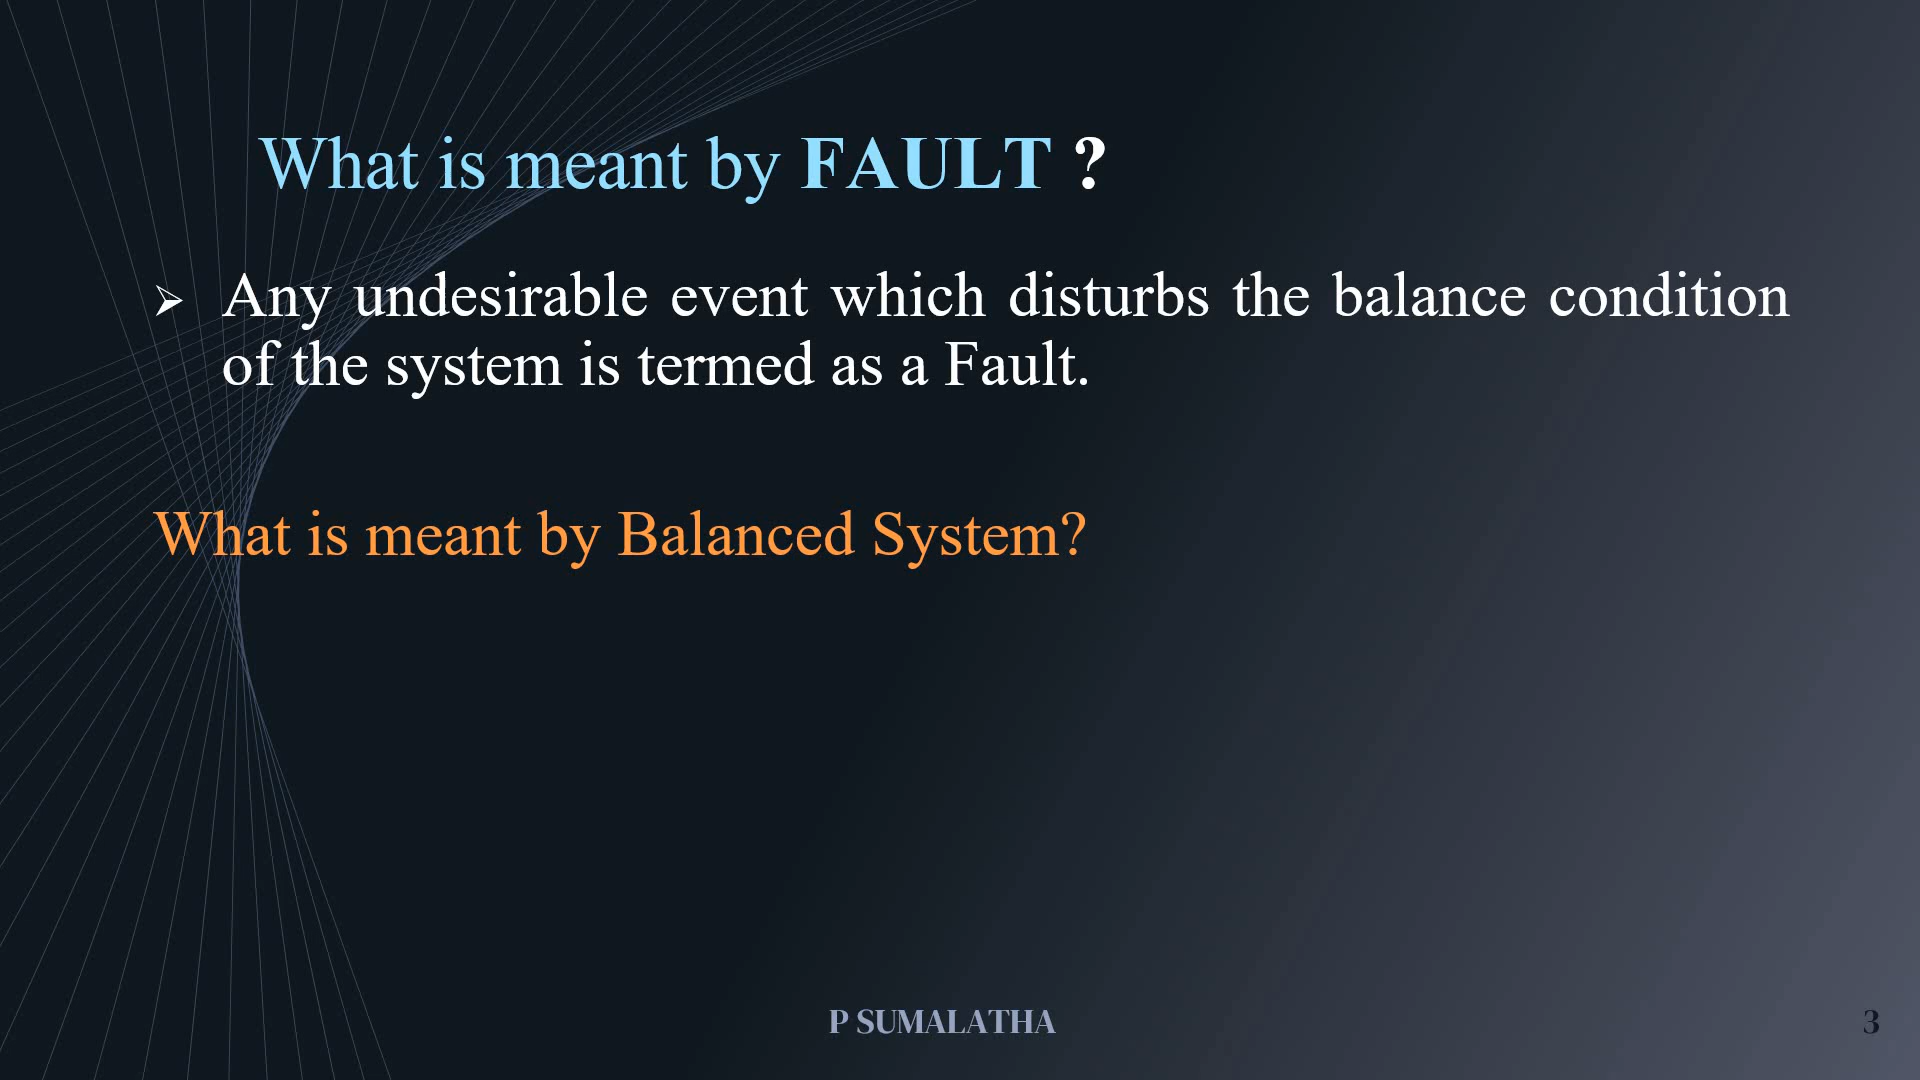 What is meant by FAULT ?
➢ Any undesirable event which disturbs the balance condition
of the system is termed as a Fault.
What is meant by Balanced System?
P SUMALATHA
3